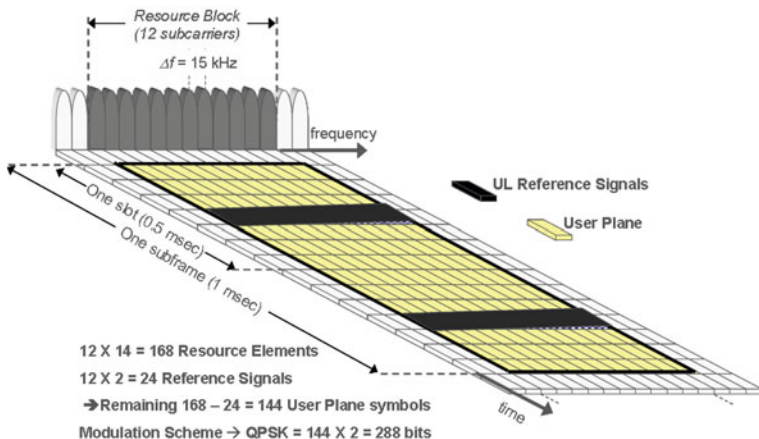 Resource Block
(12 subcarriers)
Δf = 15 kHz
frequency
UL Reference Signals
User Plane
One slot (0.5 msec)
One subframe (1 msec)
12 X 14 = 168 Resource Elements
12 X 2 = 24 Reference Signals
➔Remaining 168 – 24 = 144 User Plane symbols
Modulation Scheme → QPSK = 144 X 2 = 288 bits
time